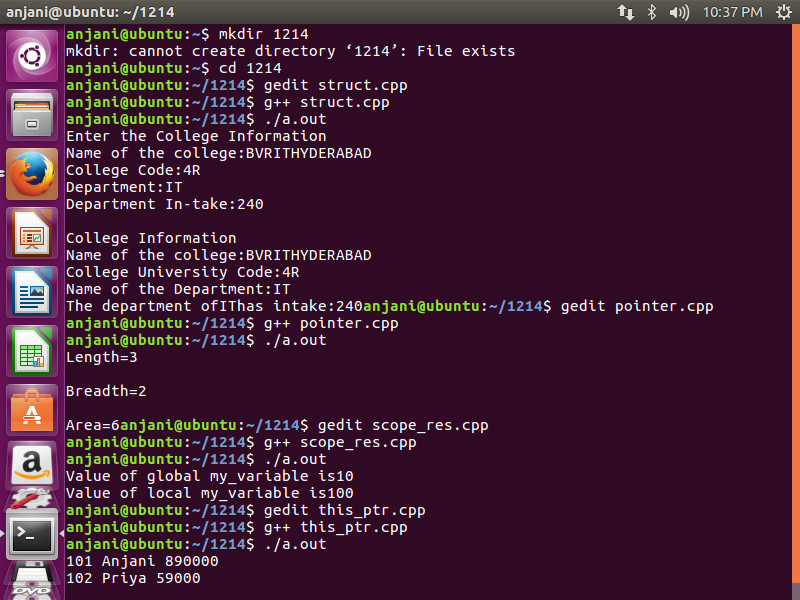 anjani@ubuntu: ~/1214
10:37 PM
anjani@ubuntu:~$ mkdir 1214
mkdir: cannot create directory ‘1214’: File exists
anjani@ubuntu:~$ cd 1214
anjani@ubuntu:~/1214$ gedit struct.cpp
anjani@ubuntu:~/1214$ g++ struct.cpp
anjani@ubuntu:~/1214$ ./a.out
Enter the College Information
Name of the college:BVRITHYDERABAD
College Code:4R
Department:IT
Department In-take:240
College Information
Name of the college:BVRITHYDERABAD
College University Code:4R
Name of the Department:IT
The department ofIThas intake:240anjani@ubuntu:~/1214$ gedit pointer.cpp
anjani@ubuntu:~/1214$ g++ pointer.cpp
anjani@ubuntu:~/1214$ ./a.out
Length=3
Breadth=2
Area=6anjani@ubuntu:~/1214$ gedit scope_res.cpp
anjani@ubuntu:~/1214$ g++ scope_res.cpp
anjani@ubuntu:~/1214$ ./a.out
Value of global my_variable is10
Value of local my_variable is100
anjani@ubuntu:~/1214$ gedit this_ptr.cpp
anjani@ubuntu:~/1214$ g++ this_ptr.cpp
anjani@ubuntu:~/1214$ ./a.out
101 Anjani 890000
102 Priya 59000
a
>_
DVD